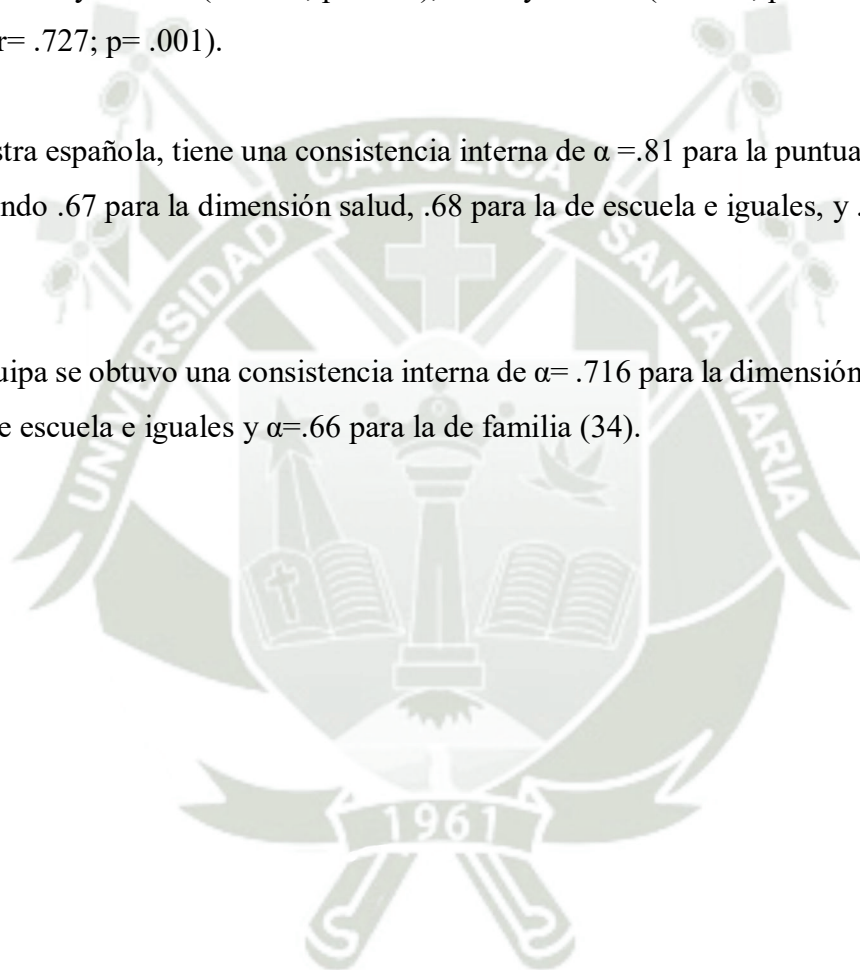 r= .727; p= .001).
stra española, tiene una consistencia interna de α =.81 para la puntua
ndo .67 para la dimensión salud, .68 para la de escuela e iguales, y .
uipa se obtuvo una consistencia interna de α= .716 para la dimensión
e escuela e iguales y α=.66 para la de familia (34).
UNIVERSIDAD CATOLICA SANTA MARIA
1961